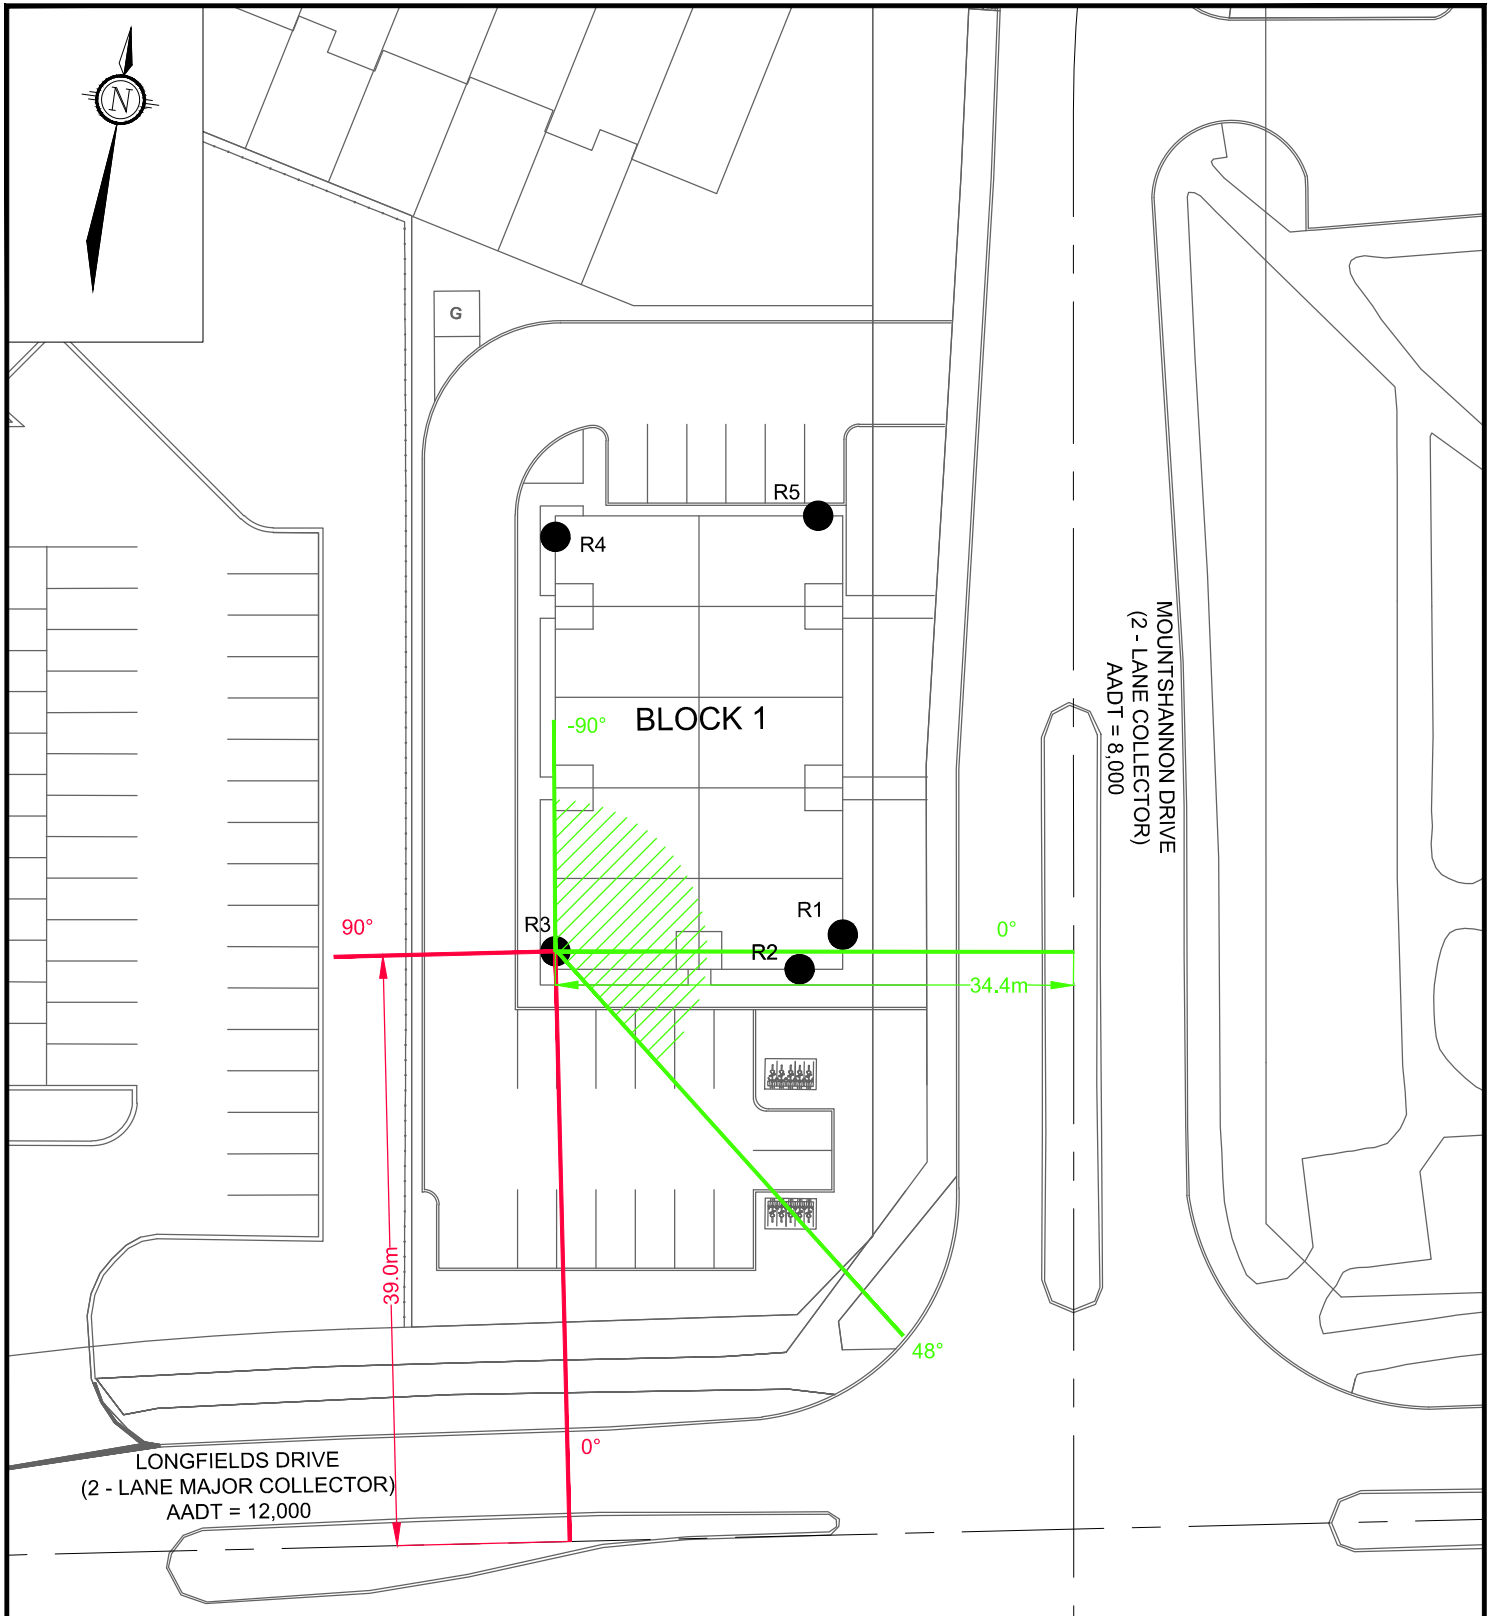 N
G
R5
R4
MOUNTSHANNON DRIVE
(2 - LANE COLLECTOR)
AADT = 8,000
BLOCK 1
-90°
R1
R3
90°
0°
R2
34.4m
39.0m
48°
0°
LONGFIELDS DRIVE
(2 - LANE MAJOR COLLECTOR)
AADT = 12,000